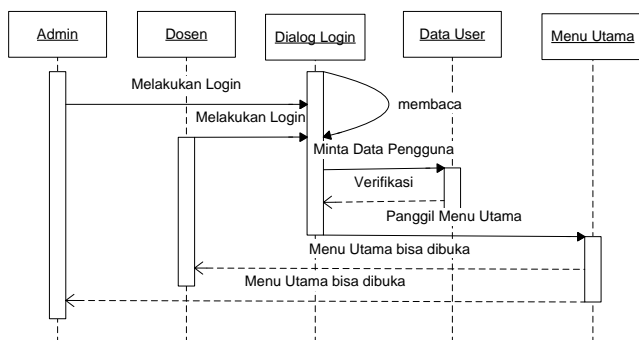 Admin
Dosen
Dialog Login
Data User
Menu Utama
Melakukan Login
membaca
Melakukan Login
Minta Data Pengguna
Verifikasi
Panggil Menu Utama
Menu Utama bisa dibuka
Menu Utama bisa dibuka